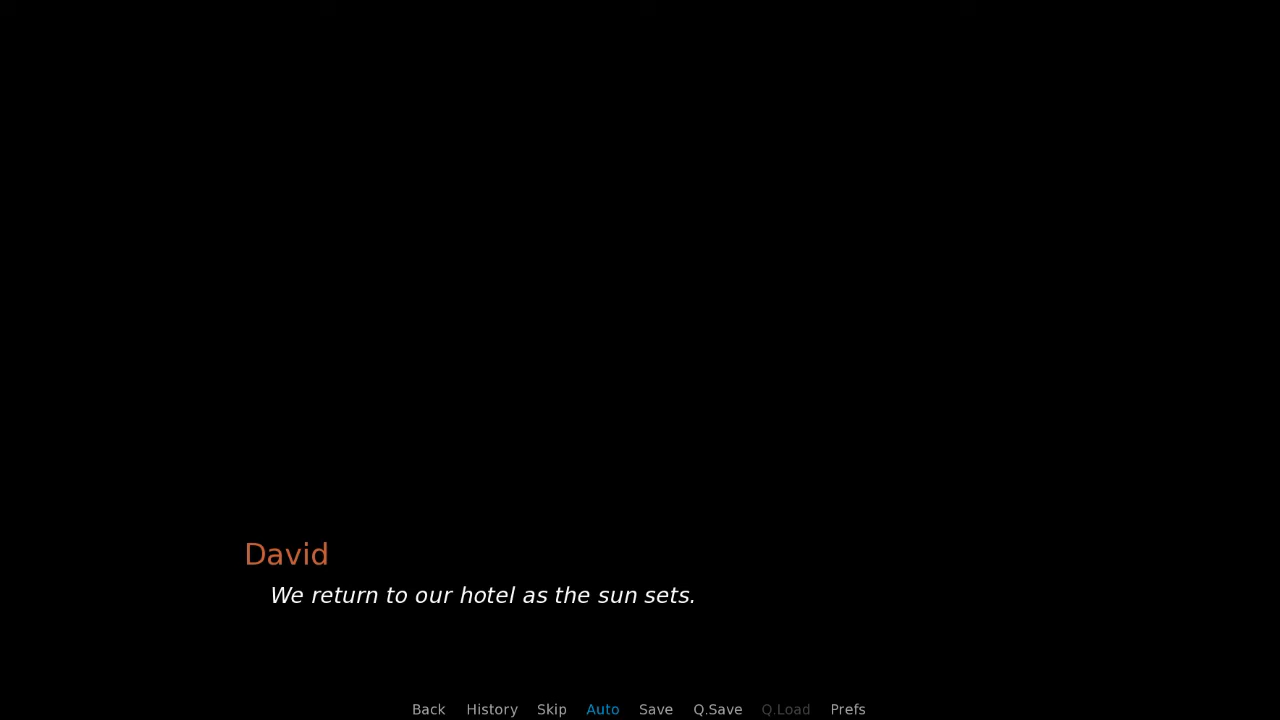 David
We return to our hotel as the sun sets.
Back History Skip Auto Save Q.Save Q.Load Prefs